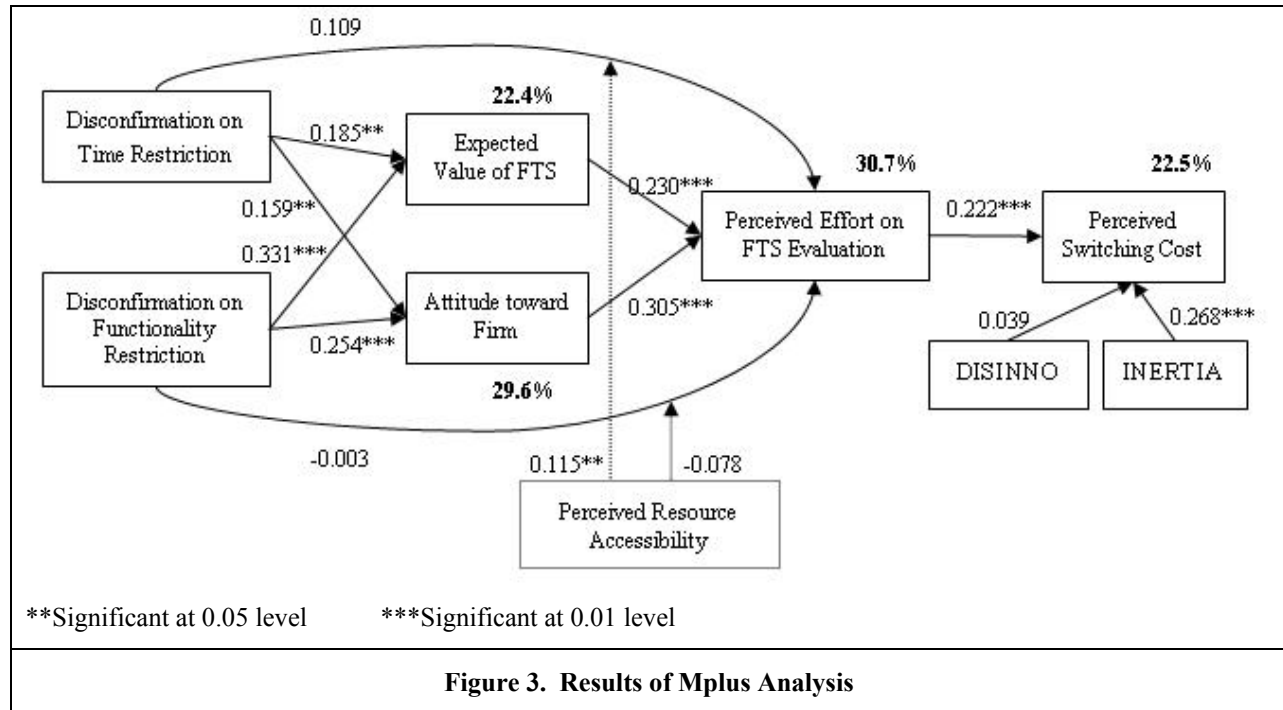 0.109
Disconfirmation on
Time Restriction
0.185**
22.4%
Expected
Value of FTS
0.159**
0.331***
0.230***
30.7%
Perceived Effort on
FTS Evaluation
0.222***
22.5%
Perceived
Switching Cost
Disconfirmation on
Functionality
Restriction
0.254***
Attitude toward
Firm
0.305***
29.6%
0.039
0.268***
DISINNO
INERTIA
-0.003
0.115**
-0.078
Perceived Resource
Accessibility
**Significant at 0.05 level ***Significant at 0.01 level
Figure 3. Results of Mplus Analysis